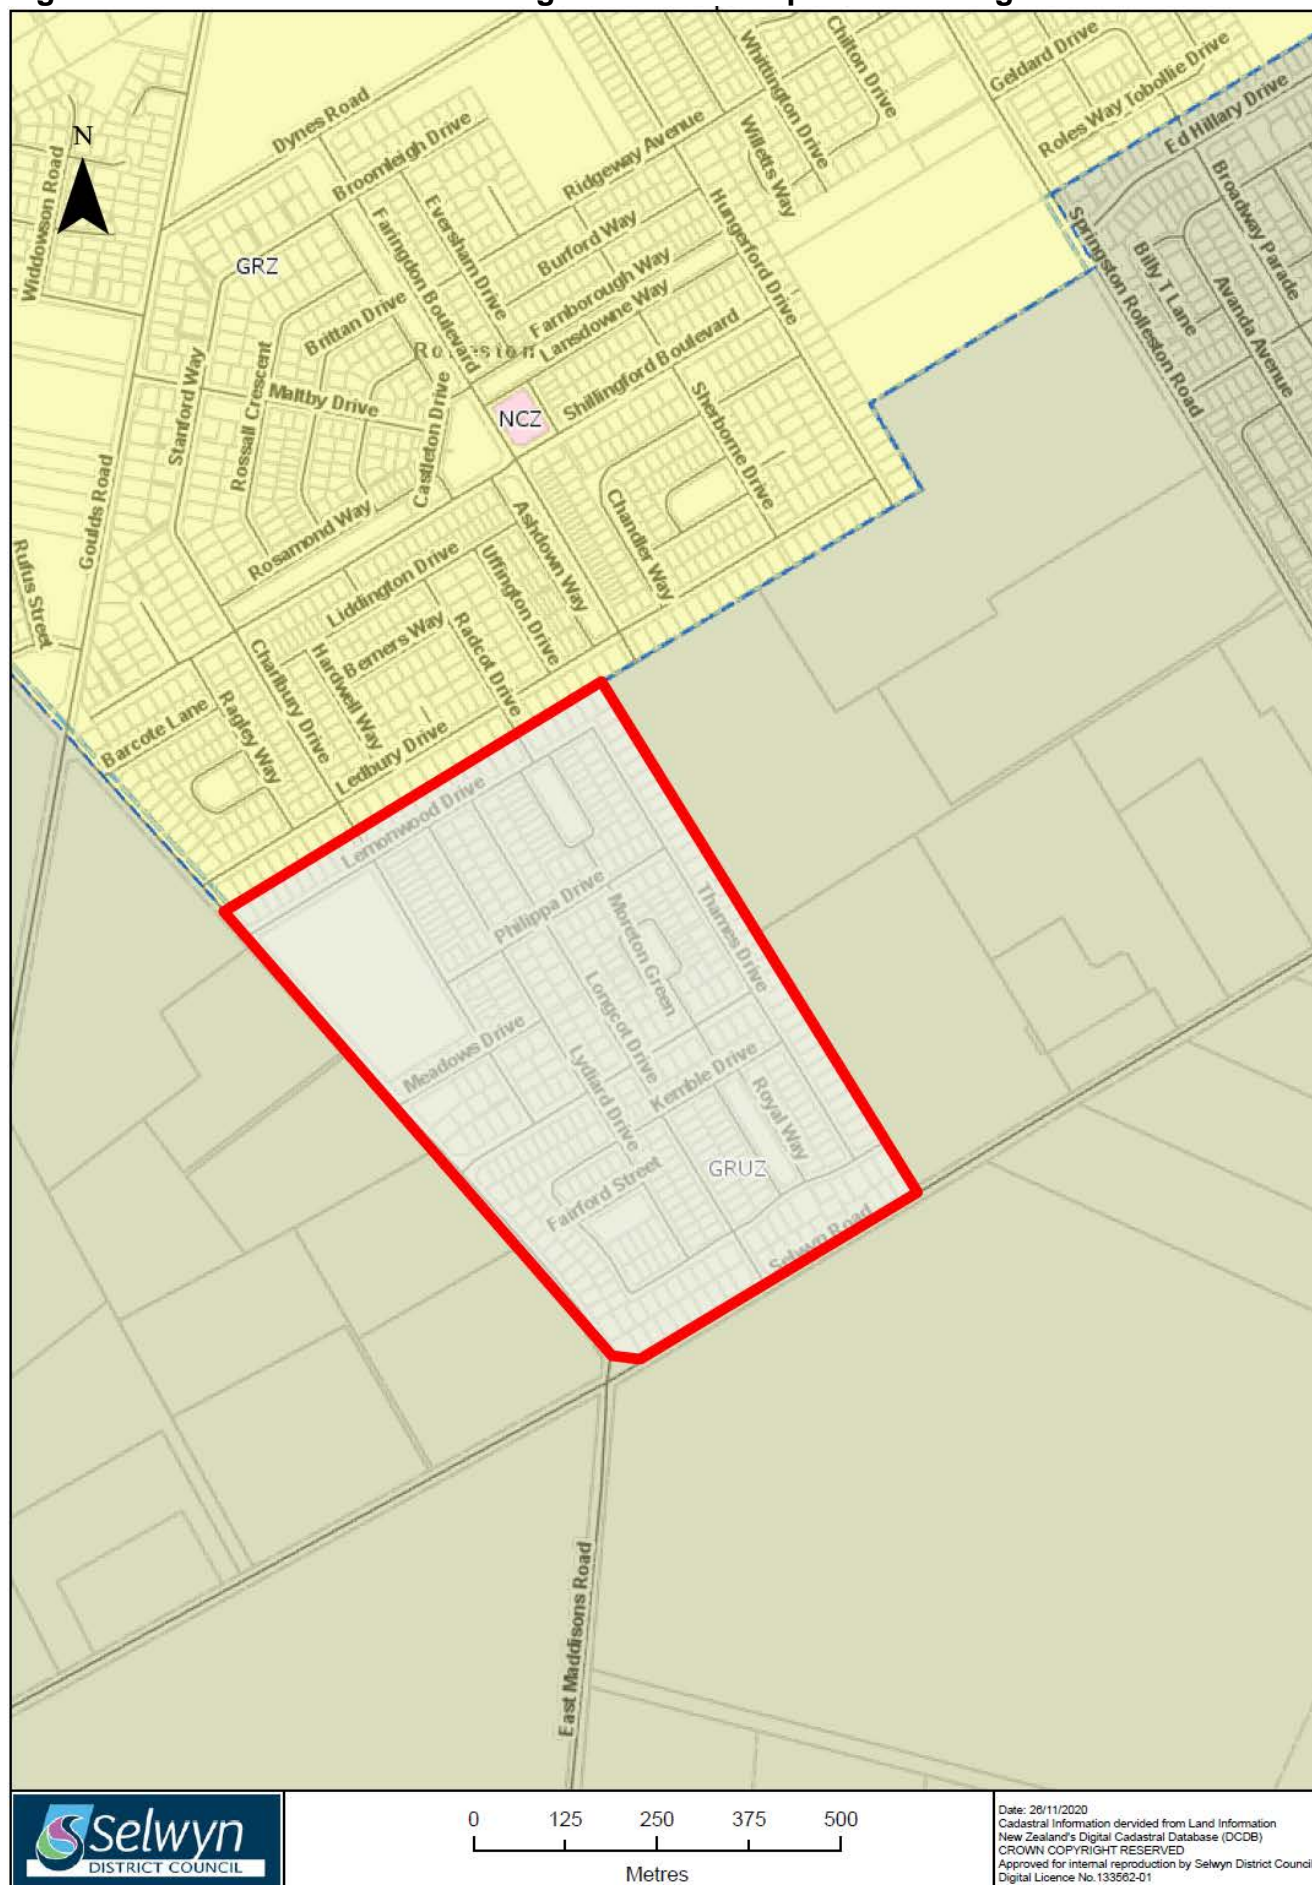 N
Dynes Road
Widdowson Road
Broomleigh Drive
Faringdon Boulevard
Eversham Drive
Ridgeway Avenue
Whittington Drive
Chilton Drive
Willetts Way
Geldard Drive
Roles Way Tobollie Drive
Ed Hillary Drive
Broadway Parade
Springston Rolleston Road
Billy T Lane
Avanda Avenue
Hungerford Drive
Burford Way
Farnborough Way
Lansdowne Way
GRZ
Brittan Drive
Rossall Crescent
Stanford Way
Maltby Drive
Castleton Drive
NCZ
Shillingford Boulevard
Sherborne Drive
Goulds Road
Rufus Street
Rosamond Way
Ashdown Way
Chandler Way
Liddington Drive
Uffington Drive
Berners Way
Radcot Drive
Hardwell Way
Charlbury Drive
Ragley Way
Barcote Lane
Ledbury Drive
Lemonwood Drive
Philippa Drive
Moreton Green
Thames Drive
Longcot Drive
Meadows Drive
Lydiard Drive
Kemble Drive
Royal Way
GRUZ
Fairford Street
Selwyn Road
East Maddisons Road
Selwyn
DISTRICT COUNCIL
0 125 250 375 500
Metres
Date: 26/11/2020
Cadastral Information dervided from Land Information
New Zealand's Digital Cadastral Database (DCDB)
CROWN COPYRIGHT RESERVED
Approved for internal reproduction by Selwyn District Council
Digital Licence No.133562-01